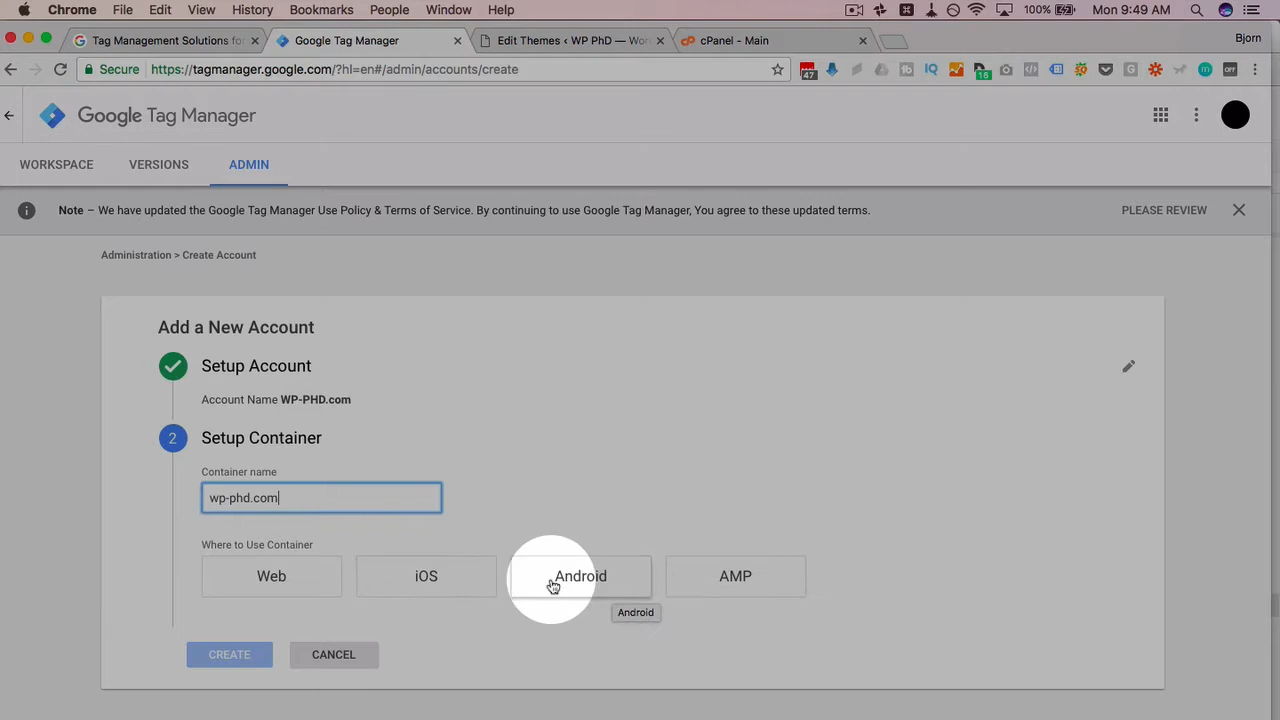 Chrome File Edit View History Bookmarks People Window Help 100% Mon 9:49 AM
Tag Management Solutions for Google Tag Manager Edit Themes ‹ WP PhD — Wor cPanel - Main Bjorn
Secure https://tagmanager.google.com/?hl=en#/admin/accounts/create 47 15 OFF
Google Tag Manager
WORKSPACE VERSIONS ADMIN
Note – We have updated the Google Tag Manager Use Policy & Terms of Service. By continuing to use Google Tag Manager, You agree to these updated terms. PLEASE REVIEW
Administration > Create Account
Add a New Account
Setup Account
Account Name WP-PHD.com
2 Setup Container
Container name
wp-phd.com
Where to Use Container
Web iOS Android AMP
Android
CREATE CANCEL